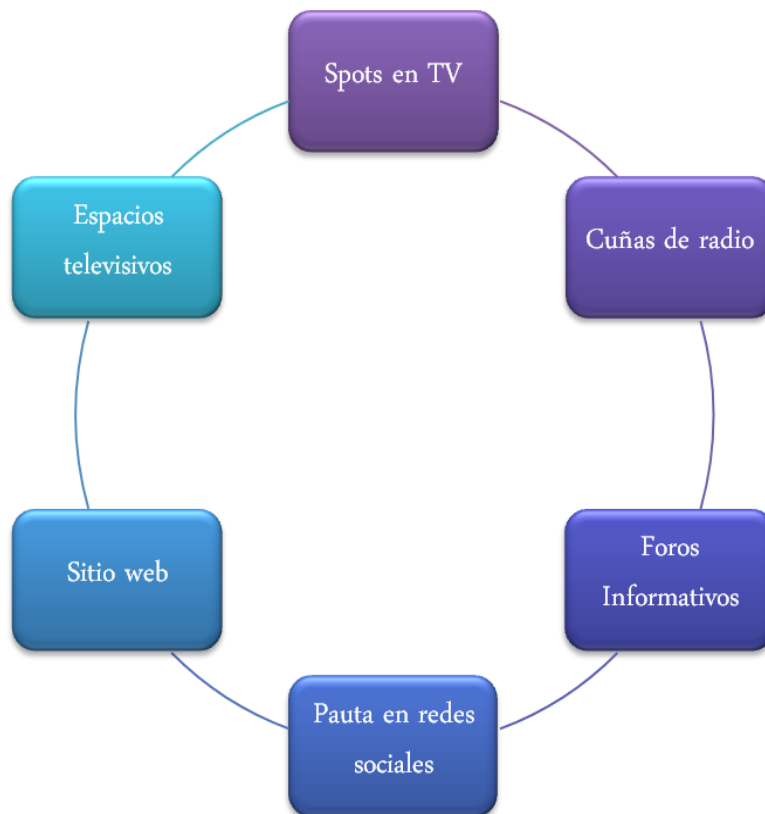 Spots en TV
Cuñas de radio
Foros
Informativos
Pauta en redes
sociales
Sitio web
Espacios
televisivos